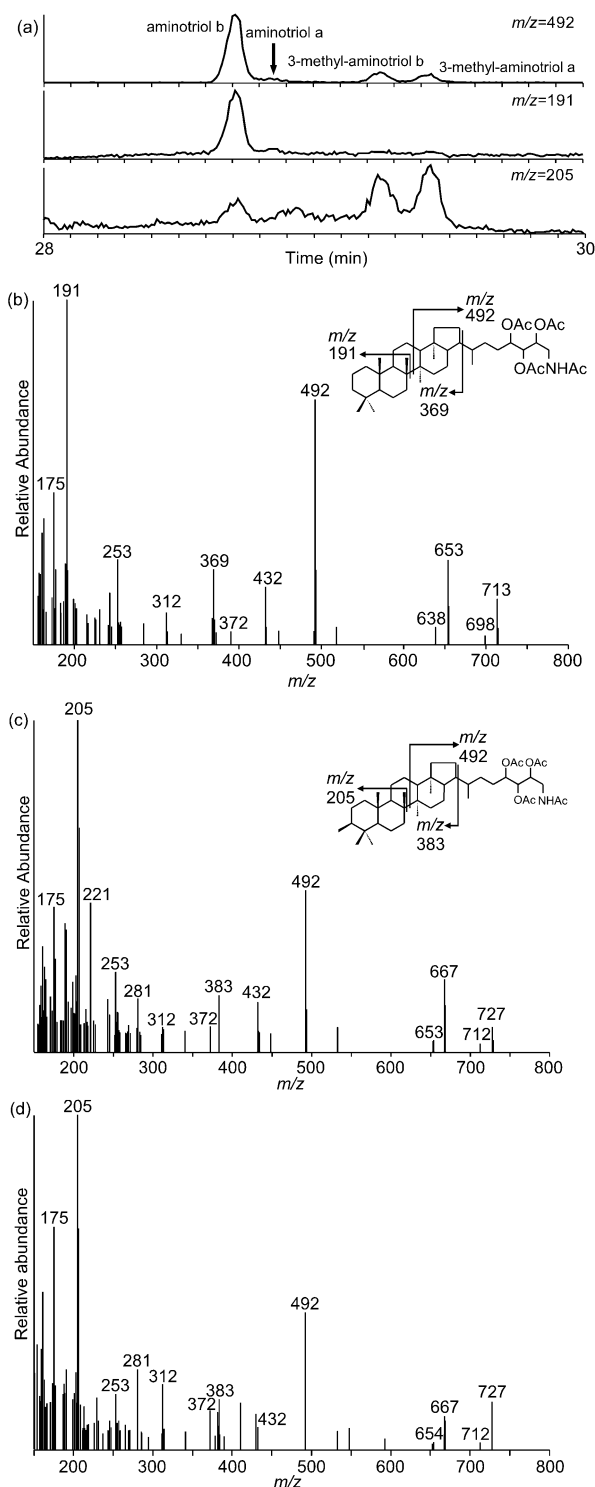 (a)
m/z=492
aminotriol b
aminotriol a
3-methyl-aminotriol b
3-methyl-aminotriol a
m/z=191
m/z=205
28
30
Time (min)
(b)
191
m/z
492
OAc OAc
m/z
191
OAc NHAc
m/z
369
492
175
253
369
653
312
432
713
372
638
698
Relative Abundance
200
300
400
500
600
700
800
m/z
(c)
205
m/z
492
OAc OAc
m/z
205
OAc NHAc
m/z
383
492
175
221
253
383
667
281
432
312
372
653
727
712
Relative Abundance
200
300
400
500
600
700
800
m/z
(d)
205
175
492
281
312
253
372
383
432
727
667
654
712
Relative abundance
200
300
400
500
600
700
800
m/z